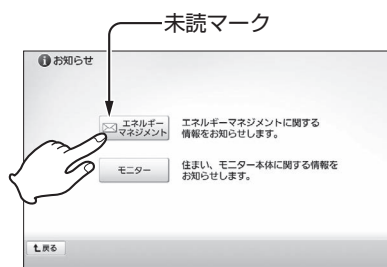 未読マーク
お知らせ
エネルギー
マネジメント
エネルギーマネジメントに関する
情報をお知らせします。
モニター
住まい、モニター本体に関する情報を
お知らせします。
戻る